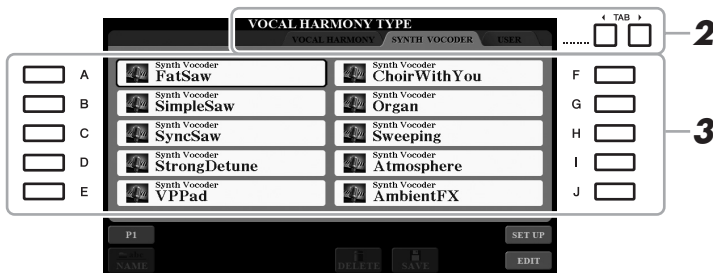 VOCAL HARMONY TYPE
TAB
2
VOCAL HARMONY SYNTH VOCODER USER
A Synth Vocoder FatSaw Synth Vocoder ChoirWithYou F
B Synth Vocoder SimpleSaw Synth Vocoder Organ G
3
C Synth Vocoder SyncSaw Synth Vocoder Sweeping H
D Synth Vocoder StrongDetune Synth Vocoder Atmosphere I
E Synth Vocoder VPPad Synth Vocoder AmbientFX J
P1 SET UP
NAME DELETE SAVE EDIT